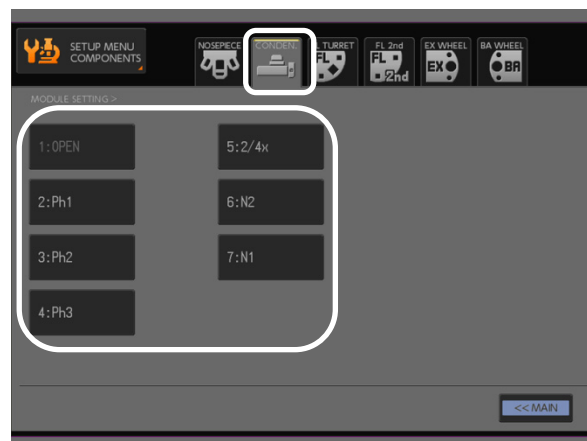 SETUP MENU
COMPONENTS
NOSEPIECE
CONDEN.
TURRET
FL
FL 2nd
FL
2nd
EX WHEEL
EX
BA WHEEL
BA
MODULE SETTING >
1:OPEN
5:2/4x
2:Ph1
6:N2
3:Ph2
7:N1
4:Ph3
<< MAIN